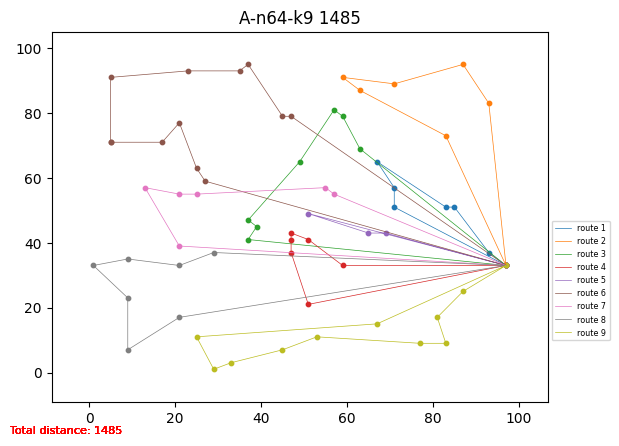 A-n64-k9 1485
100
80
60
40
20
0
0 20 40 60 80 100
route 1
route 2
route 3
route 4
route 5
route 6
route 7
route 8
route 9
Total distance: 1485